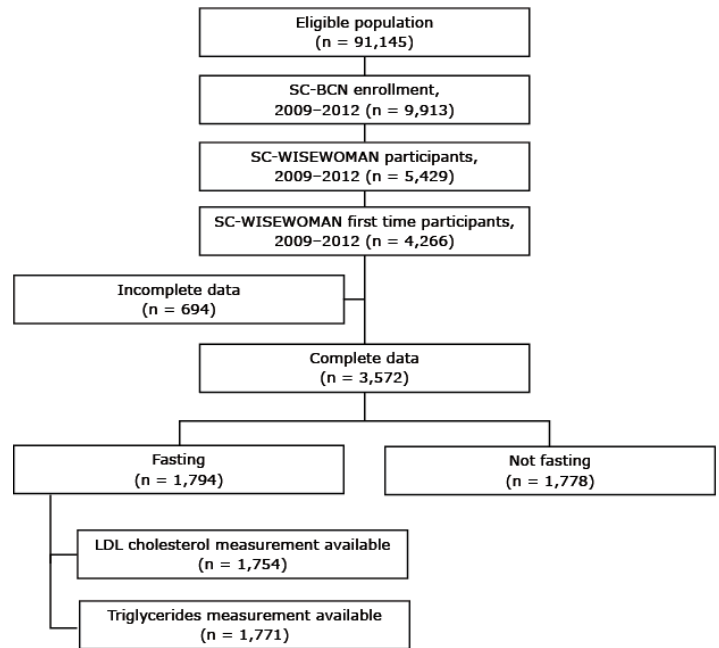 Eligible population
(n = 91,145)
SC-BCN enrollment,
2009–2012 (n = 9,913)
SC-WISEWOMAN participants,
2009–2012 (n = 5,429)
SC-WISEWOMAN first time participants,
2009–2012 (n = 4,266)
Incomplete data
(n = 694)
Complete data
(n = 3,572)
Fasting
(n = 1,794)
Not fasting
(n = 1,778)
LDL cholesterol measurement available
(n = 1,754)
Triglycerides measurement available
(n = 1,771)